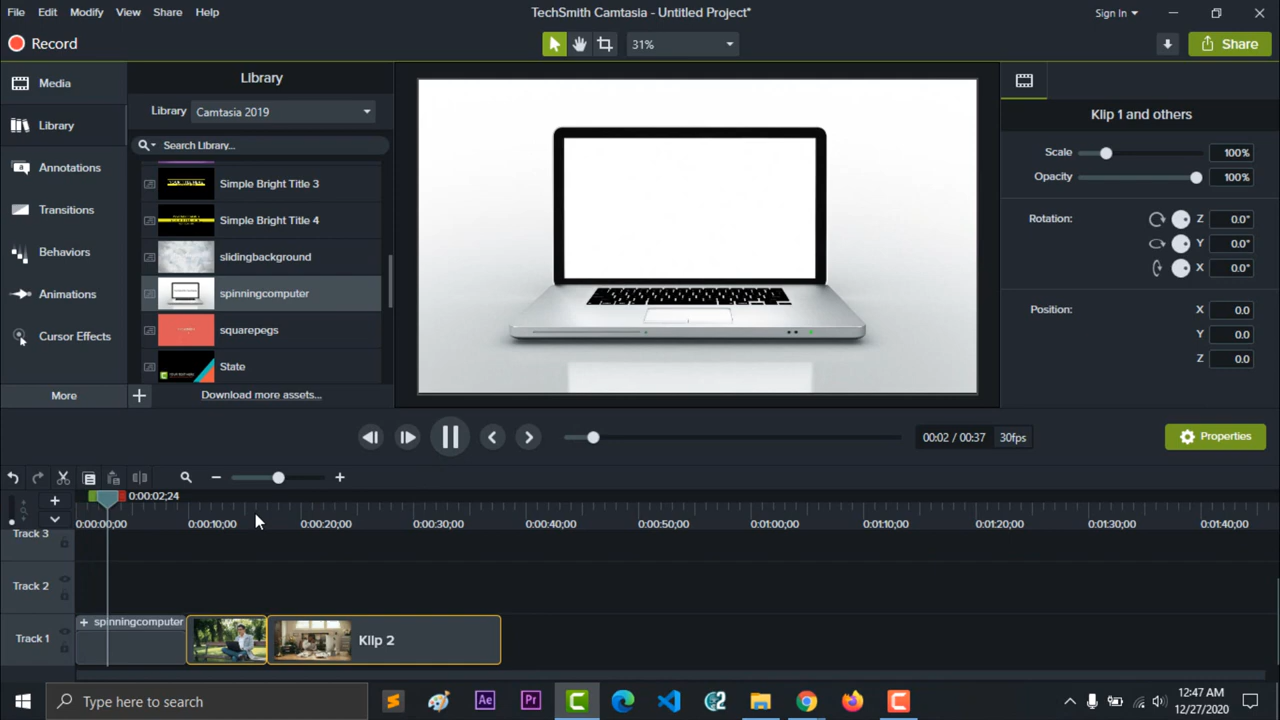 File Edit Modify View Share Help
TechSmith Camtasia - Untitled Project*
Sign In
Record
31%
Share
Media
Library
Annotations
Transitions
Behaviors
Animations
Cursor Effects
More
Library
Library Camtasia 2019
Search Library...
Simple Bright Title 3
Simple Bright Title 4
slidingbackground
spinningcomputer
squarepegs
State
Download more assets...
Klip 1 and others
Scale 100%
Opacity 100%
Rotation: Z 0.0°
Y 0.0°
X 0.0°
Position: X 0.0
Y 0.0
Z 0.0
00:02 / 00:37 30fps
Properties
0:00:02;24
0:00:00;00 0:00:10;00 0:00:20;00 0:00:30;00 0:00:40;00 0:00:50;00 0:01:00;00 0:01:10;00 0:01:20;00 0:01:30;00 0:01:40;00
Track 3
Track 2
Track 1
spinningcomputer
Klip 2
Type here to search
Ae
Pr
12:47 AM
12/27/2020